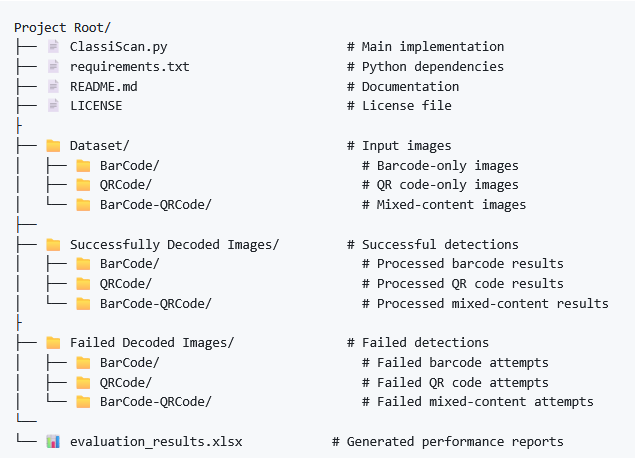 Project Root/
├── 📄 ClassiScan.py                        # Main implementation
├── 📄 requirements.txt                     # Python dependencies
├── 📄 README.md                            # Documentation
├── 📄 LICENSE                              # License file
├
├── 📁 Dataset/                             # Input images
│   ├── 📁 BarCode/                           # Barcode-only images
│   ├── 📁 QRCode/                            # QR code-only images
│   └── 📁 BarCode-QRCode/                    # Mixed-content images
├──
├── 📁 Successfully Decoded Images/         # Successful detections
│   ├── 📁 BarCode/                           # Processed barcode results
│   ├── 📁 QRCode/                            # Processed QR code results
│   └── 📁 BarCode-QRCode/                    # Processed mixed-content results
├
├── 📁 Failed Decoded Images/               # Failed detections
│   ├── 📁 BarCode/                           # Failed barcode attempts
│   ├── 📁 QRCode/                            # Failed QR code attempts
│   └── 📁 BarCode-QRCode/                    # Failed mixed-content attempts
└──
└── 📊 evaluation_results.xlsx            # Generated performance reports